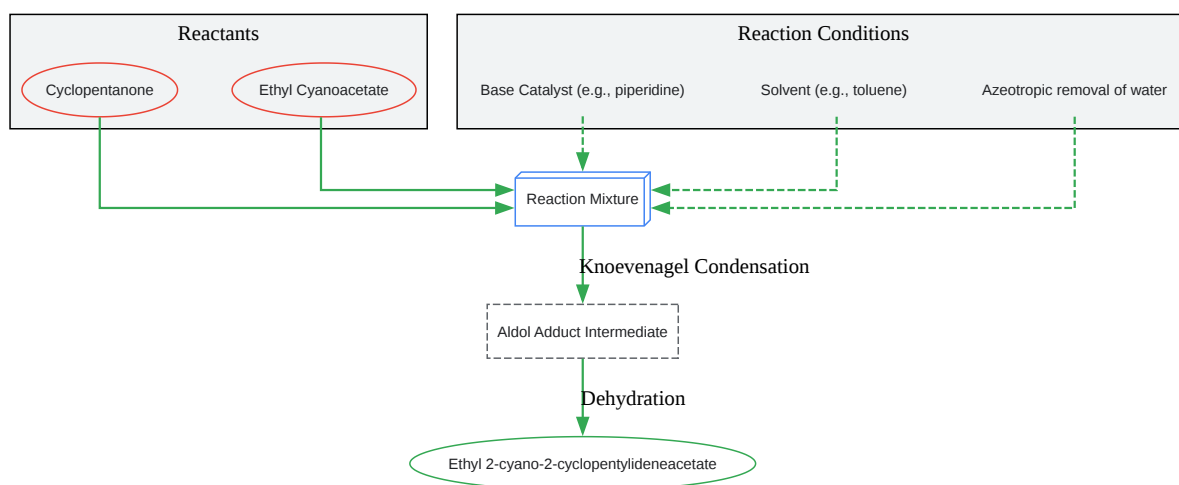 Reactants
Reaction Conditions
Cyclopentanone
Ethyl Cyanoacetate
Base Catalyst (e.g., piperidine)
Solvent (e.g., toluene)
Azeotropic removal of water
Reaction Mixture
Knoevenagel Condensation
Aldol Adduct Intermediate
Dehydration
Ethyl 2-cyano-2-cyclopentylideneacetate